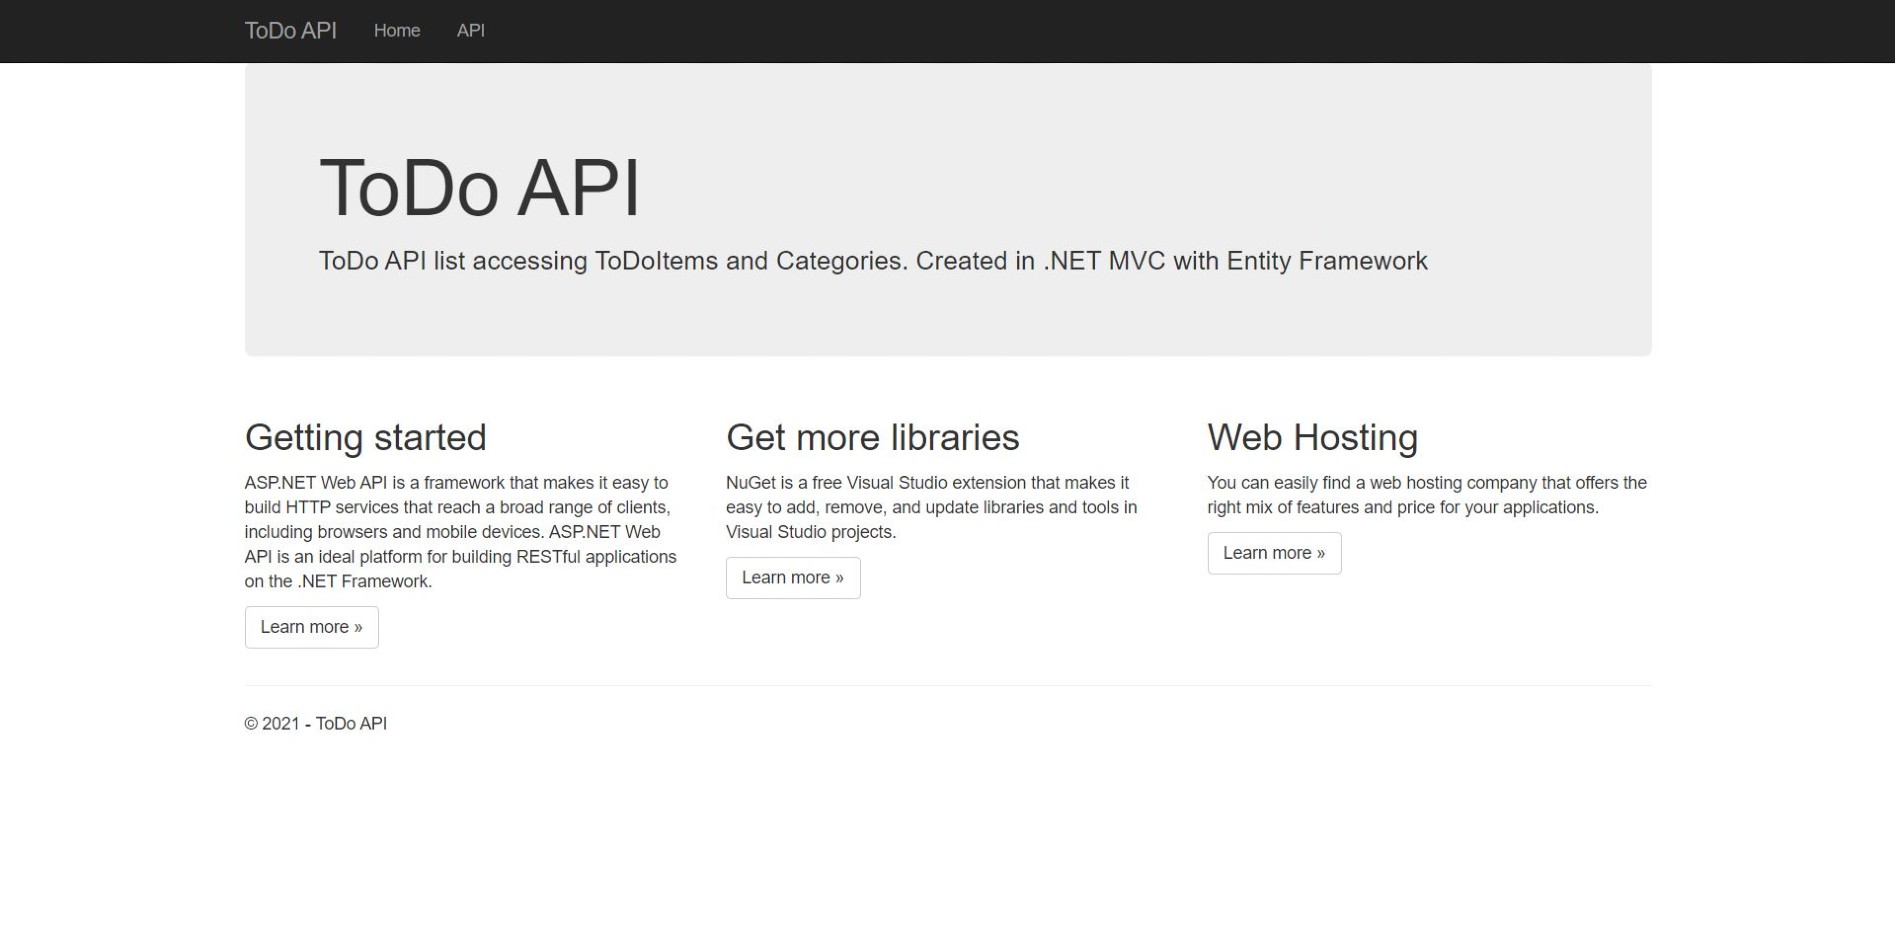 ToDo API Home API
ToDo API
ToDo API list accessing ToDoItems and Categories. Created in .NET MVC with Entity Framework
Getting started
ASP.NET Web API is a framework that makes it easy to
build HTTP services that reach a broad range of clients,
including browsers and mobile devices. ASP.NET Web
API is an ideal platform for building RESTful applications
on the .NET Framework.
Learn more »
Get more libraries
NuGet is a free Visual Studio extension that makes it
easy to add, remove, and update libraries and tools in
Visual Studio projects.
Learn more »
Web Hosting
You can easily find a web hosting company that offers the
right mix of features and price for your applications.
Learn more »
© 2021 - ToDo API